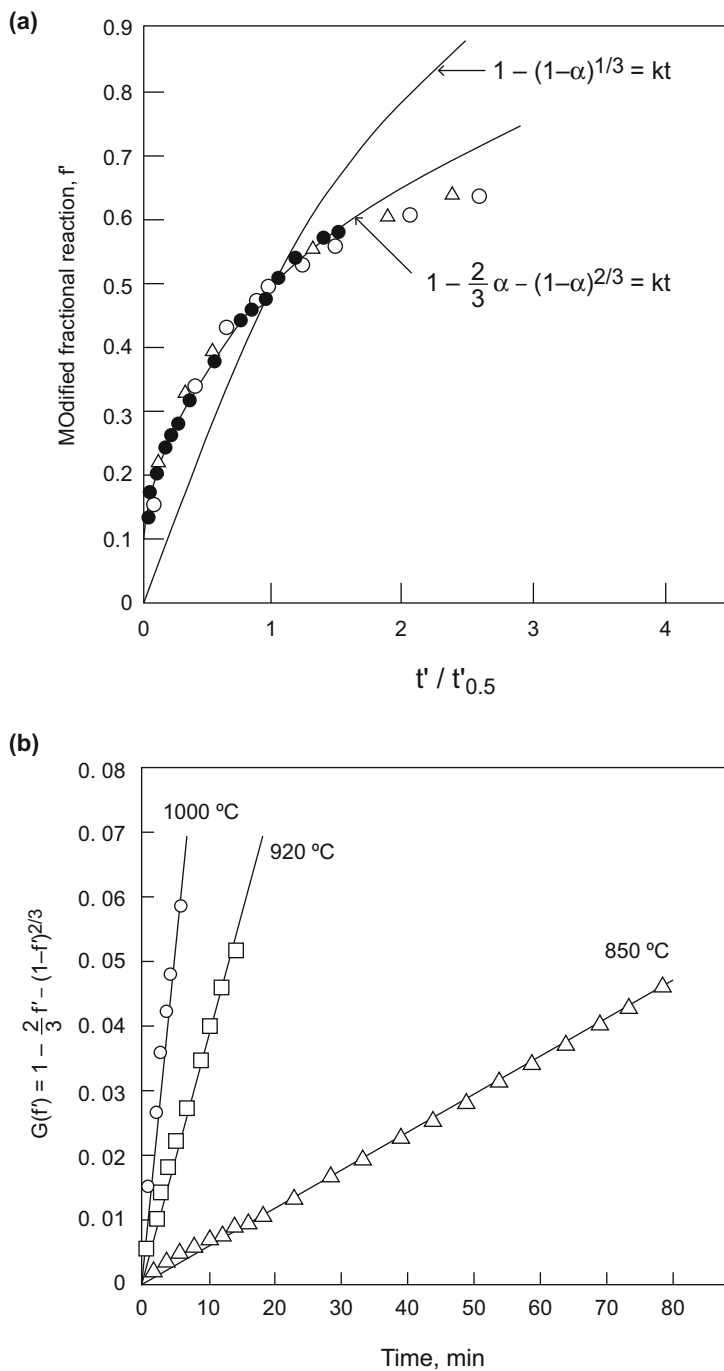 (a)
0.9
0.8
0.7
0.6
0.5
0.4
0.3
0.2
0.1
0
MOdified fractional reaction, f'
1 – (1–α)^1/3 = kt
1 – 2/3 α – (1–α)^2/3 = kt
0 1 2 3 4
t' / t'0.5
(b)
0. 08
0. 07
0. 06
0. 05
0. 04
0. 03
0. 02
0. 01
0
G(f') = 1 – 2/3 f' – (1–f')^2/3
1000 ºC
920 ºC
850 ºC
0 10 20 30 40 50 60 70 80
Time, min